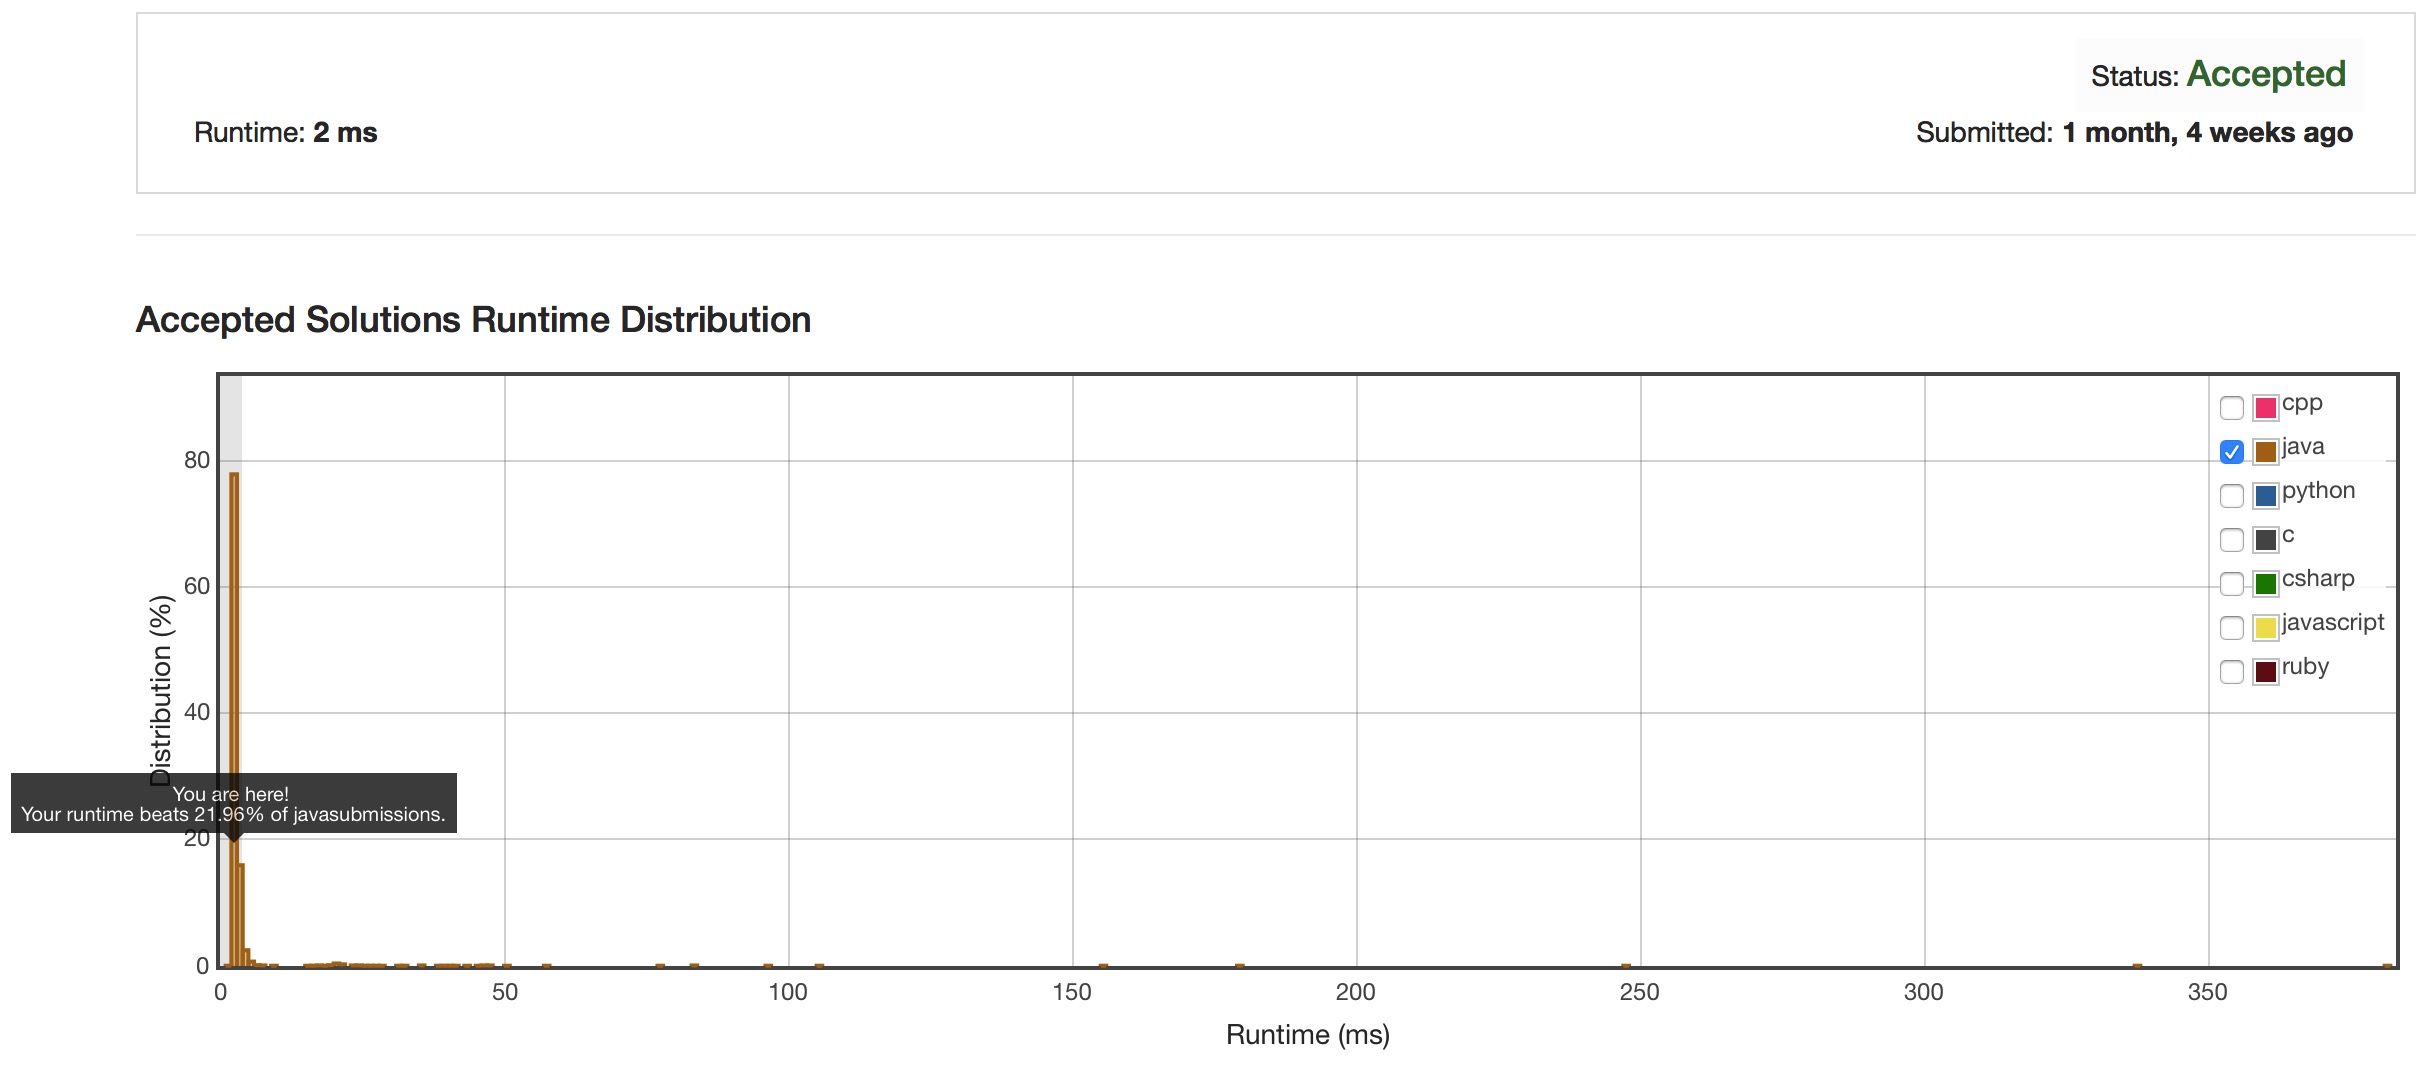 Status: Accepted
Runtime: 2 ms
Submitted: 1 month, 4 weeks ago
Accepted Solutions Runtime Distribution
cpp
java
python
c
csharp
javascript
ruby
80
60
40
20
0
Distribution (%)
You are here!
Your runtime beats 21.96% of javasubmissions.
0 50 100 150 200 250 300 350
Runtime (ms)